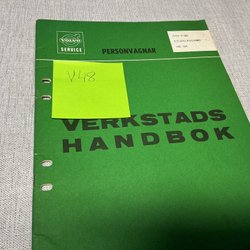 VOLVO
SERVICE
PERSONVAGNAR
V48
VERKSTADS
HANDBOK